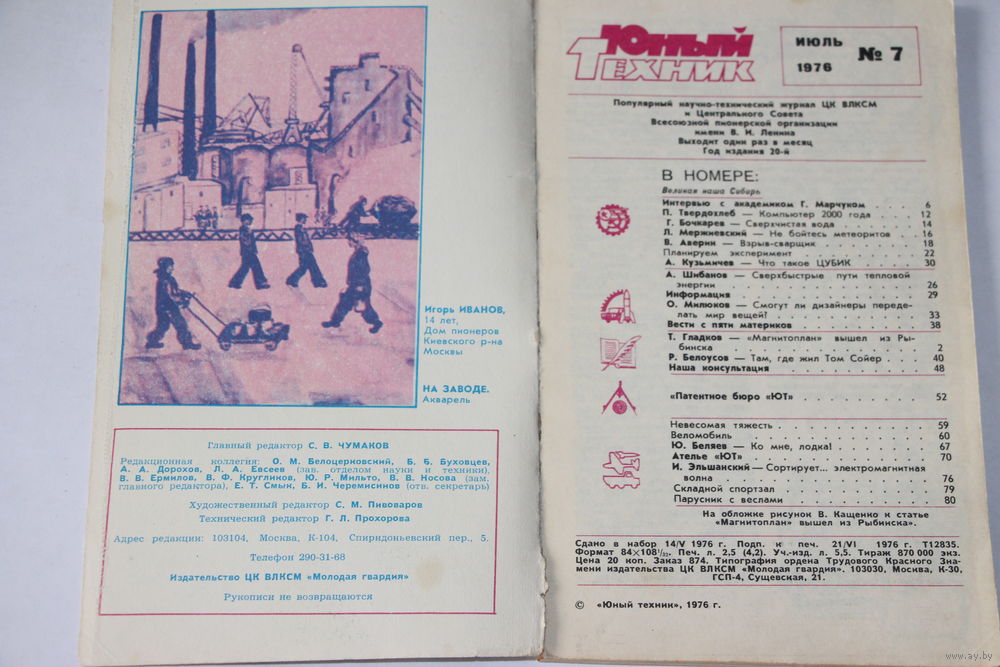 Игорь ИВАНОВ,
14 лет,
Дом пионеров
Киевского р-на
Москвы
НА ЗАВОДЕ.
Акварель
Главный редактор С. В. ЧУМАКОВ
Редакционная коллегия: О. М. Белоцерковский, Б. Б. Буховцев,
А. А. Дорохов, Л. А. Евсеев (зав. отделом науки и техники),
В. В. Ермилов, В. Ф. Круглинов, Ю. Р. Мильто, В. В. Носова (зам.
главного редактора), Е. Т. Смык, Б. И. Черемисинов (отв. секретарь)
Художественный редактор С. М. Пивоваров
Технический редактор Г. Л. Прохорова
Адрес редакции: 103104, Москва, К-104, Спиридоньевский пер., 5.
Телефон 290-31-68
Издательство ЦК ВЛКСМ «Молодая гвардия»
Рукописи не возвращаются
Юный
Техник
ИЮЛЬ
1976
№ 7
Популярный научно-технический журнал ЦК ВЛКСМ
и Центрального Совета
Всесоюзной пионерской организации
имени В. И. Ленина
Выходит один раз в месяц
Год издания 20-й
В НОМЕРЕ:
Великая наша Сибирь
Интервью с академиком Г. Марчуком . . . 6
П. Твердохлеб — Компьютер 2000 года . . 12
Г. Бочкарев — Сверхчистая вода . . . . 14
Л. Мержиевский — Не бойтесь метеоритов . 16
В. Аверин — Взрыв-сварщик . . . . . 18
Планируем эксперимент . . . . . . 22
А. Кузьмичев — Что такое ЦУБИК . . . . 30
А. Шибанов — Сверхбыстрые пути тепловой
энергии . . . . . . . . . . . 26
Информация . . . . . . . . . . 29
О. Милюков — Смогут ли дизайнеры переде-
лать мир вещей? . . . . . . . . 33
Вести с пяти материков . . . . . . . 38
Т. Гладков — «Магнитоплан» вышел из Ры-
бинска . . . . . . . . . . . 2
Р. Белоусов — Там, где жил Том Сойер . . 40
Наша консультация . . . . . . . . 48
«Патентное бюро «ЮТ» . . . . . . . 52
Невесомая тяжесть . . . . . . . . 59
Веломобиль . . . . . . . . . . 60
Ю. Беляев — Ко мне, лодка! . . . . . . 67
Ателье «ЮТ» . . . . . . . . . . 70
И. Эльшанский — Сортирует... электромагнитная
волна . . . . . . . . . . . . 76
Складной спортзал . . . . . . . . 79
Парусник с веслами . . . . . . . . 80
На обложке рисунок В. Кащенко к статье
«Магнитоплан» вышел из Рыбинска».
Сдано в набор 14/V 1976 г. Подп. к печ. 21/VI 1976 г. Т12835.
Формат 84×108¹/₃₂. Печ. л. 2,5 (4,2). Уч.-изд. л. 5,5. Тираж 870 000 экз.
Цена 20 коп. Заказ 874. Типография ордена Трудового Красного Зна-
мени издательства ЦК ВЛКСМ «Молодая гвардия». 103030, Москва, К-30,
ГСП-4, Сущевская, 21.
© «Юный техник», 1976 г.
www.ay.by